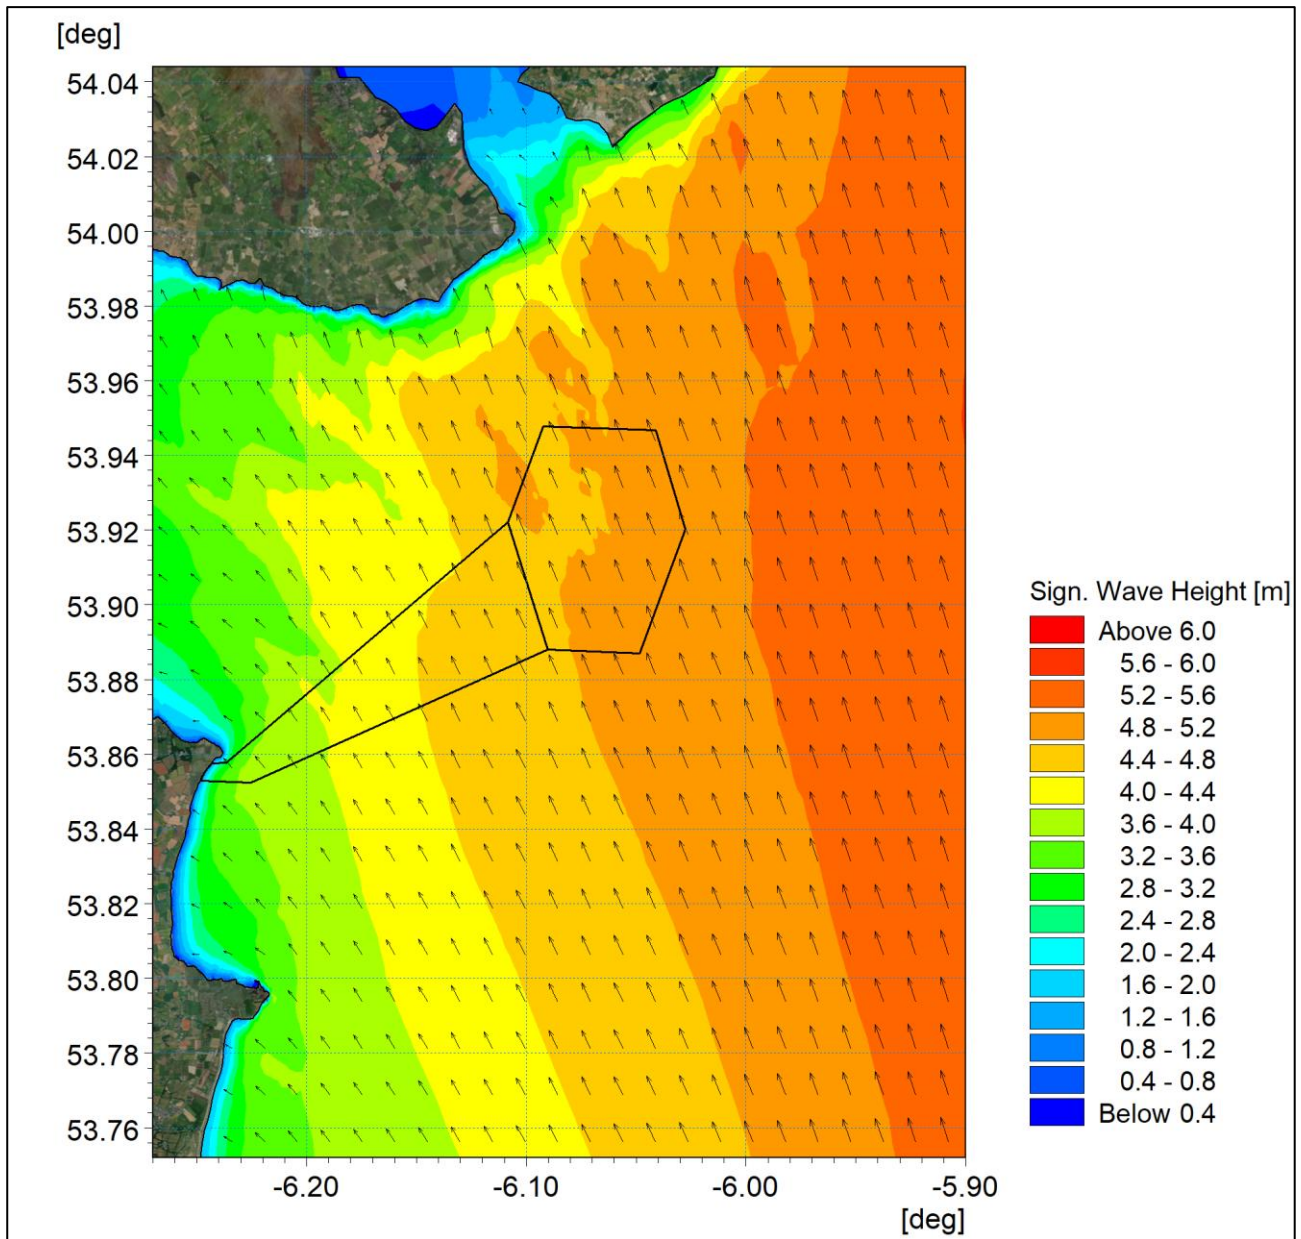 [deg]
54.04
54.02
54.00
53.98
53.96
53.94
53.92
53.90
53.88
53.86
53.84
53.82
53.80
53.78
53.76
-6.20 -6.10 -6.00 -5.90
[deg]
Sign. Wave Height [m]
Above 6.0
5.6 - 6.0
5.2 - 5.6
4.8 - 5.2
4.4 - 4.8
4.0 - 4.4
3.6 - 4.0
3.2 - 3.6
2.8 - 3.2
2.4 - 2.8
2.0 - 2.4
1.6 - 2.0
1.2 - 1.6
0.8 - 1.2
0.4 - 0.8
Below 0.4